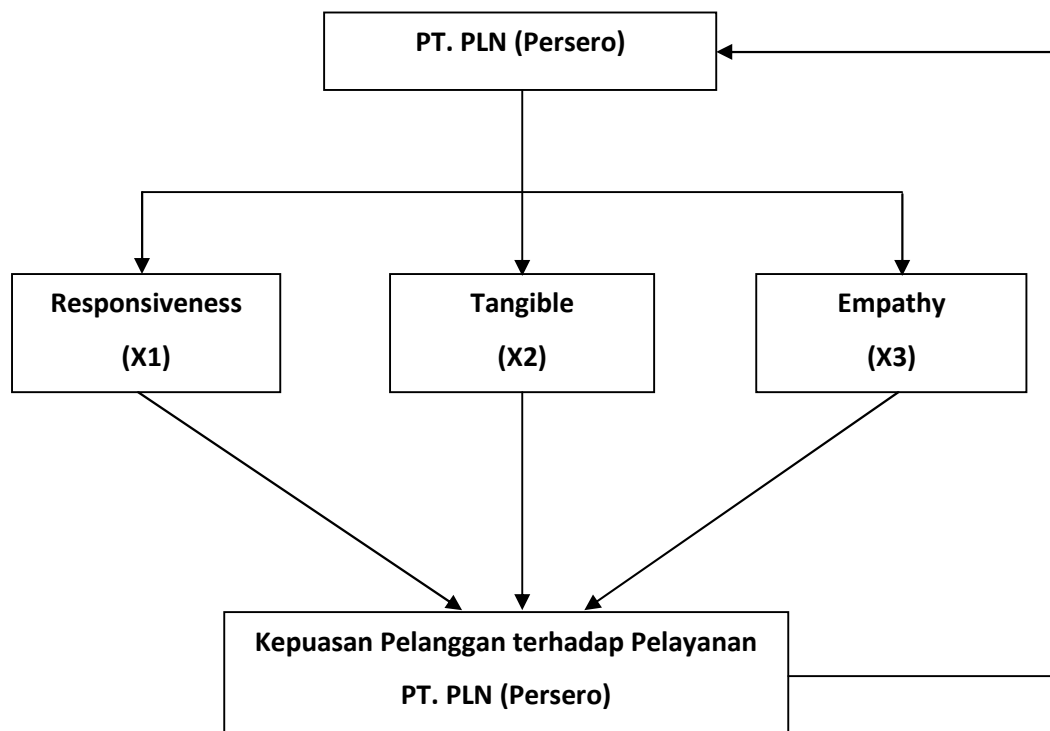 PT. PLN (Persero)
Responsiveness
(X1)
Tangible
(X2)
Empathy
(X3)
Kepuasan Pelanggan terhadap Pelayanan
PT. PLN (Persero)